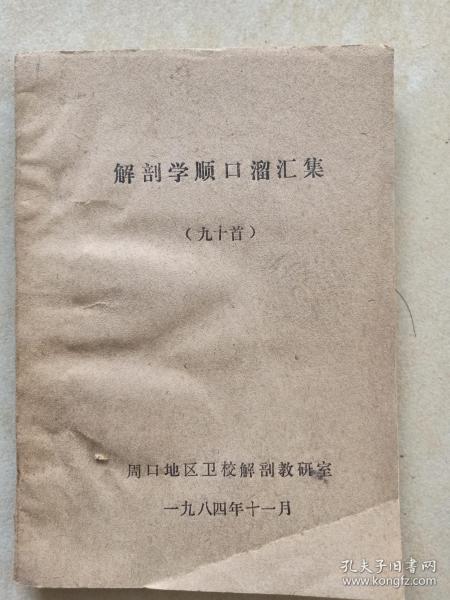 解剖学顺口溜汇集
（九十首）
周口地区卫校解剖教研室
一九八四年十一月
孔夫子旧书网
www.kongfz.com